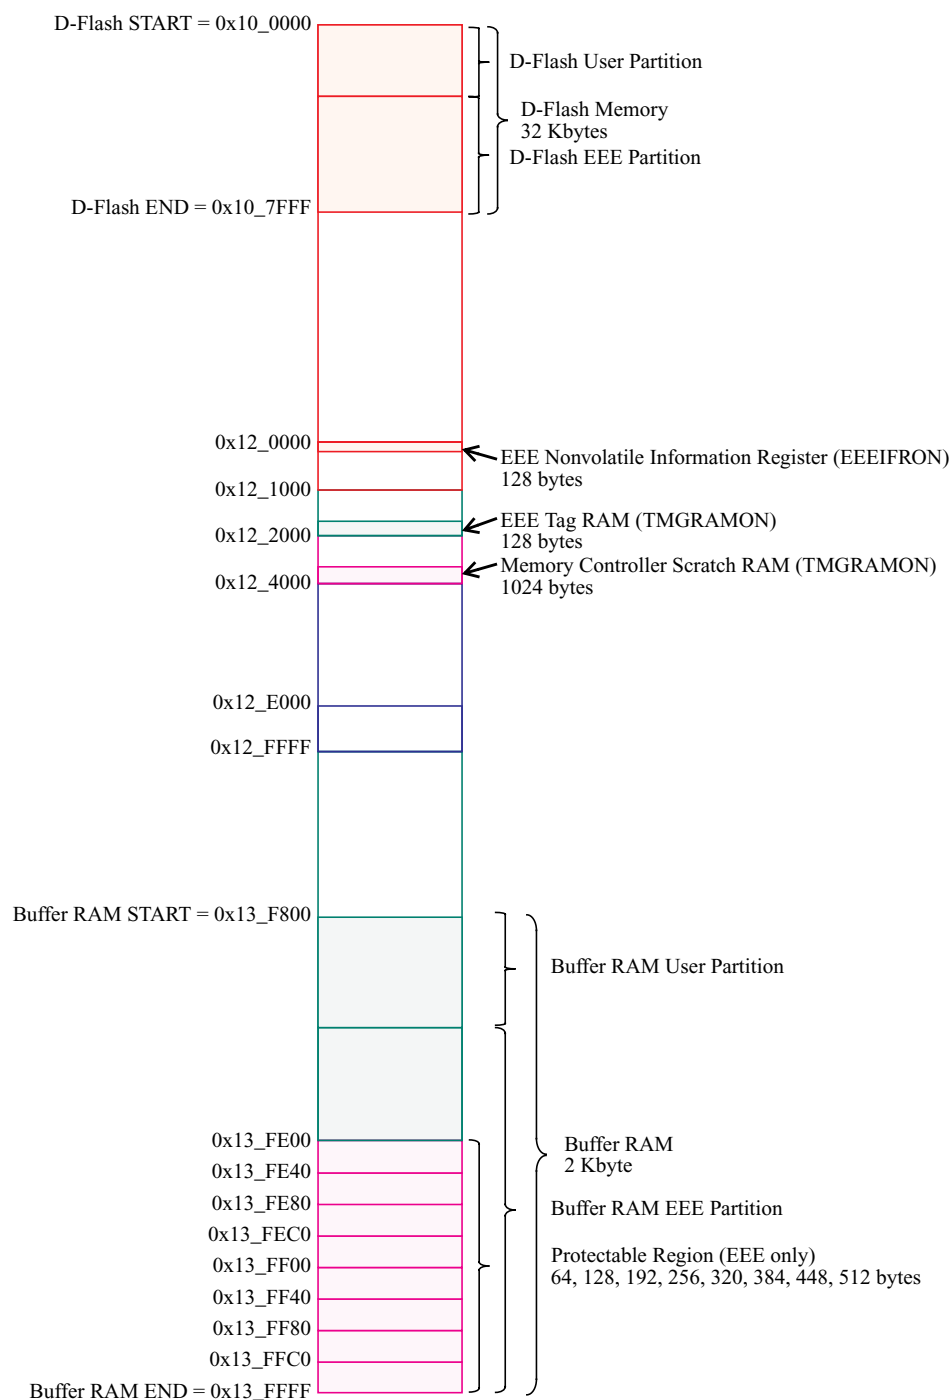 D-Flash START = 0x10_0000
D-Flash User Partition
D-Flash Memory
32 Kbytes
D-Flash EEE Partition
D-Flash END = 0x10_7FFF
0x12_0000
EEE Nonvolatile Information Register (EEEIFRON)
128 bytes
0x12_1000
EEE Tag RAM (TMGRAMON)
128 bytes
0x12_2000
Memory Controller Scratch RAM (TMGRAMON)
1024 bytes
0x12_4000
0x12_E000
0x12_FFFF
Buffer RAM START = 0x13_F800
Buffer RAM User Partition
0x13_FE00
Buffer RAM
2 Kbyte
0x13_FE40
0x13_FE80
Buffer RAM EEE Partition
0x13_FEC0
Protectable Region (EEE only)
64, 128, 192, 256, 320, 384, 448, 512 bytes
0x13_FF00
0x13_FF40
0x13_FF80
0x13_FFC0
Buffer RAM END = 0x13_FFFF